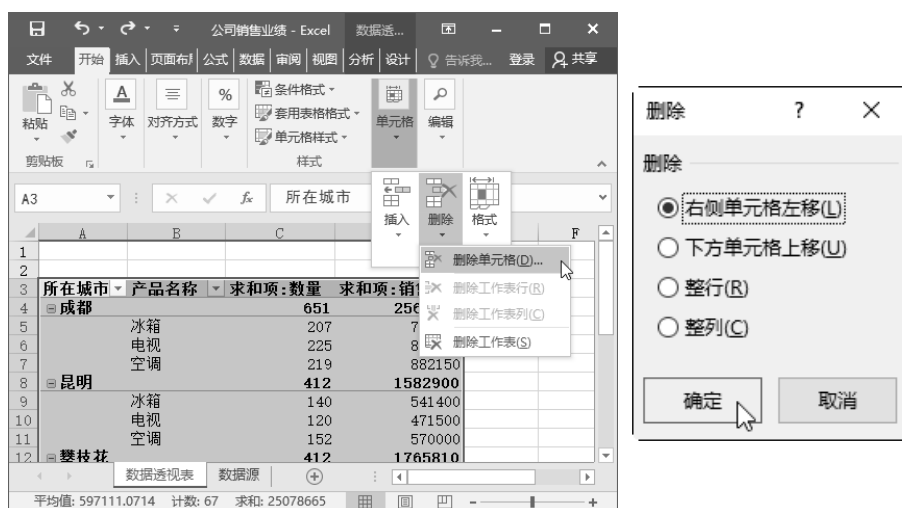 公司销售业绩 - Excel 数据透...
文件 开始 插入 页面布 公式 数据 审阅 视图 分析 设计 告诉我... 登录 共享
粘贴 字体 对齐方式 % 数字 条件格式 套用表格格式 单元格样式 单元格 编辑
剪贴板 样式
A3 fx 所在城市
插入 删除 格式
删除单元格(D)...
删除工作表行(R)
删除工作表列(C)
删除工作表(S)
A B C F
1
2
3 所在城市 产品名称 求和项:数量 求和项:销
4 成都 651 256
5 冰箱 207 7
6 电视 225 8
7 空调 219 882150
8 昆明 412 1582900
9 冰箱 140 541400
10 电视 120 471500
11 空调 152 570000
12 攀枝花 412 1765810
数据透视表 数据源
平均值: 597111.0714 计数: 67 求和: 25078665
删除 ?
删除
右侧单元格左移(L)
下方单元格上移(U)
整行(R)
整列(C)
确定 取消